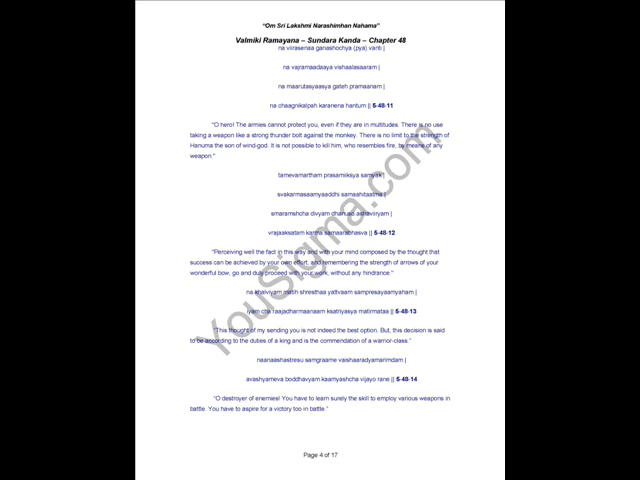 “Om Sri Lakshmi Narashimhan Nahama”
Valmiki Ramayana – Sundara Kanda – Chapter 48
na viirasenaa ganashochya (pya) vanti |
na vajramaadaaya vishaalasaaram |
na maarutasyaasya gateh pramaanam |
na chaagnikalpah karanena hantum || 5-48-11
“O hero! The armies cannot protect you, even if they are in multitudes. There is no use
taking a weapon like a strong thunder bolt against the monkey. There is no limit to the strength of
Hanuma the son of wind-god. It is not possible to kill him, who resembles fire, by means of any
weapon.”
tamevamartham prasamiiksya samyak |
svakarmasaamyaaddhi samaahitaatma |
smaramshcha divyam dhanuso astraviiryam |
vrajaaksatam karma samaarabhasva || 5-48-12
“Perceiving well the fact in this way and with your mind composed by the thought that
success can be achieved by your own effort, and remembering the strength of arrows of your
wonderful bow, go and duly proceed with your work, without any hindrance.”
na khalviyam matih shresthaa yattvaam sampresayaamyaham |
iyam cha raajadharmaanaam ksatriyasya matirmataa || 5-48-13
“This thought of my sending you is not indeed the best option. But, this decision is said
to be according to the duties of a king and is the commendation of a warrior-class.”
naanaashastresu samgraame vaishaaradyamarimdam |
avashyameva boddhavyam kaamyashcha vijayo rane || 5-48-14
“O destroyer of enemies! You have to learn surely the skill to employ various weapons in
battle. You have to aspire for a victory too in battle.”
Page 4 of 17
YouSigma.com